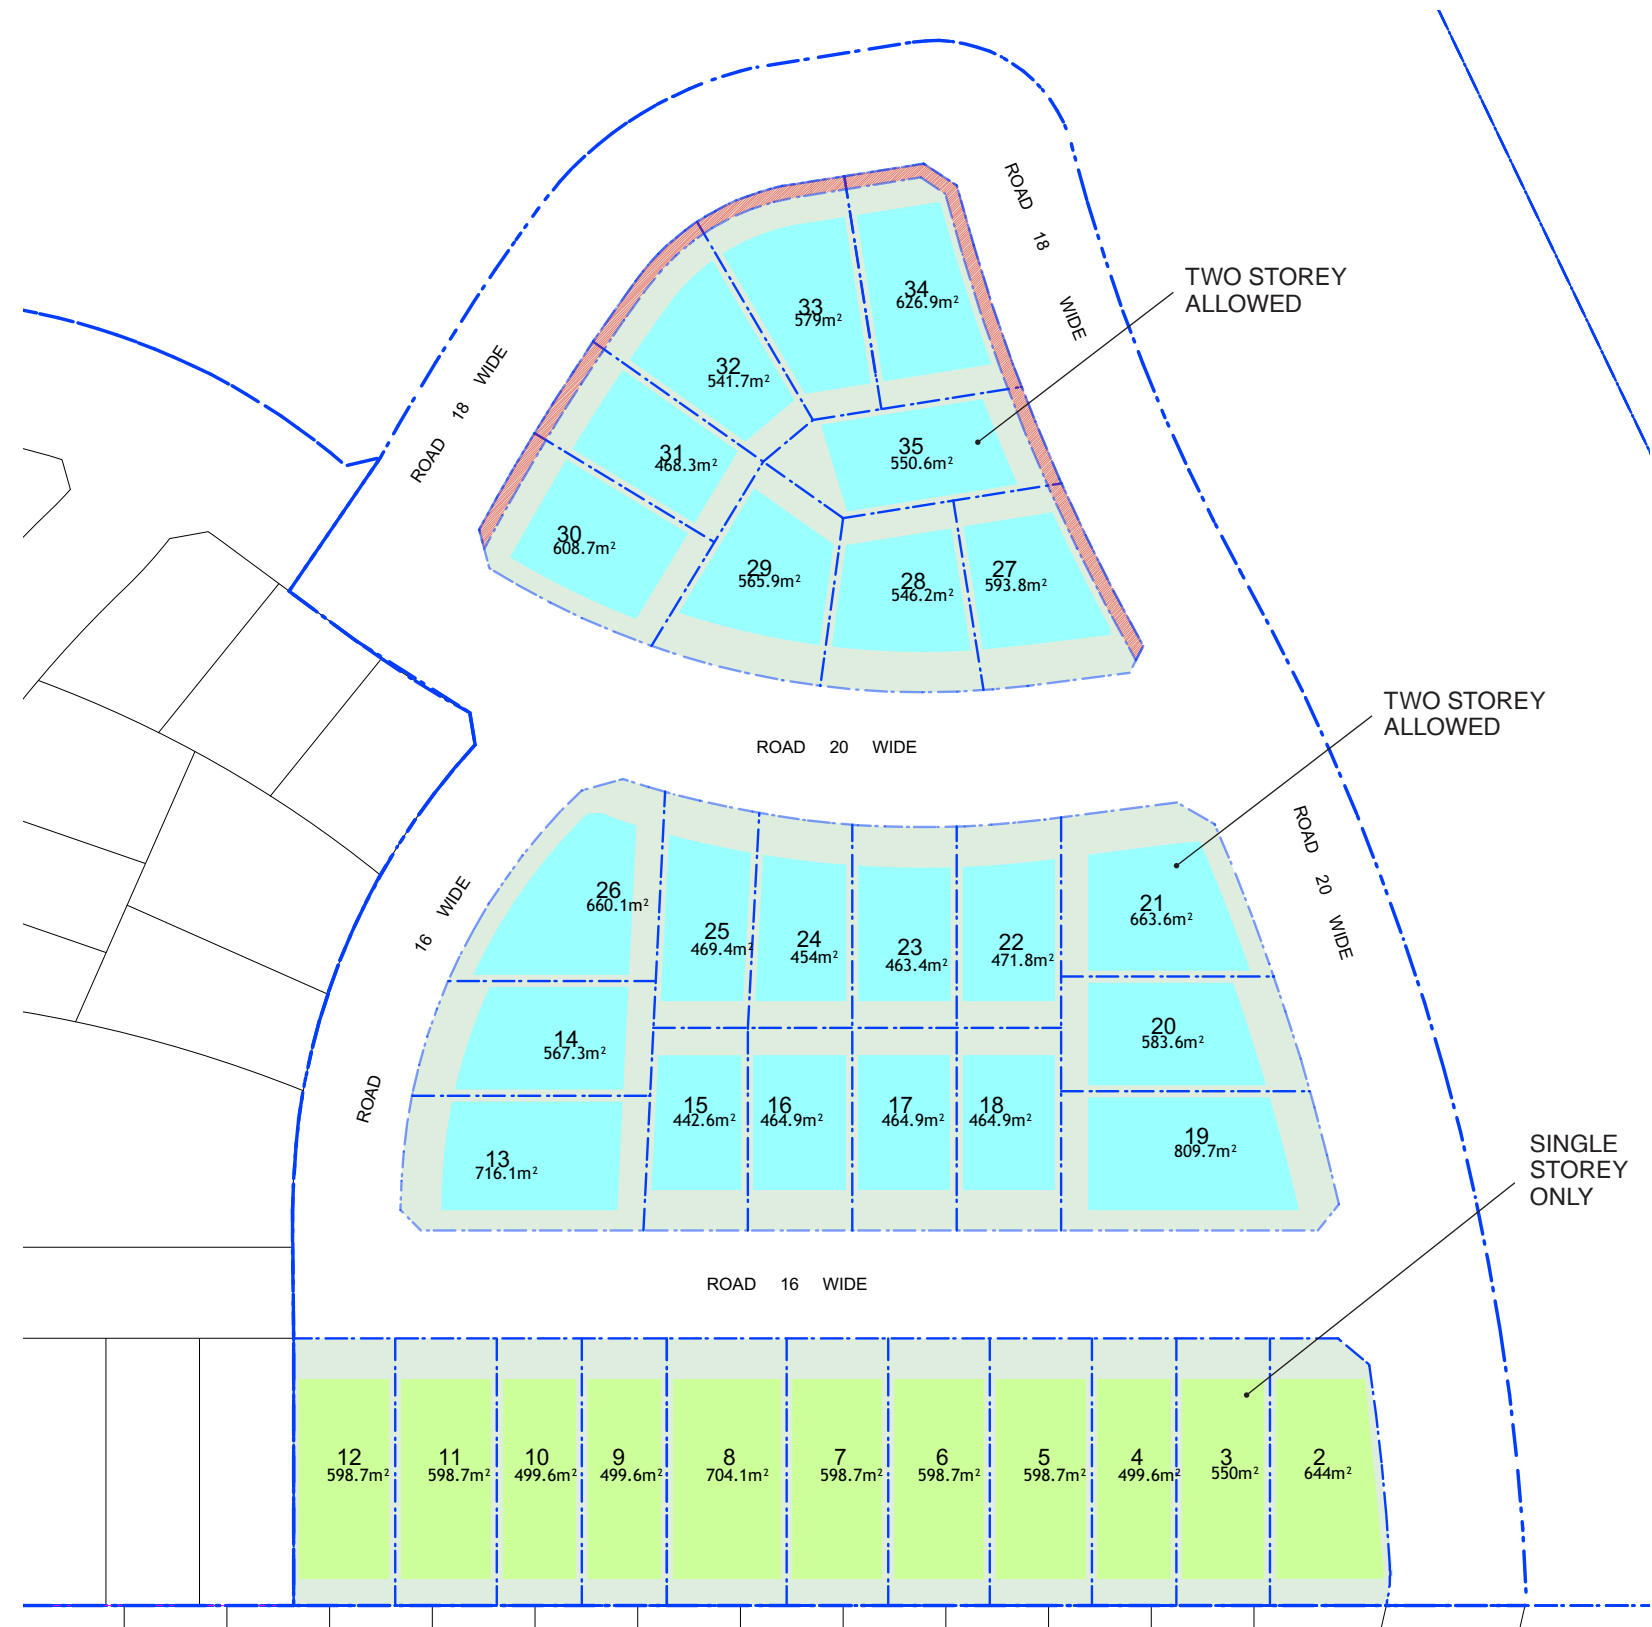 ROAD 18 WIDE
TWO STOREY
ALLOWED
34
626.9m²
33
579m²
ROAD 18 WIDE
32
541.7m²
35
550.6m²
31
468.3m²
30
608.7m²
29
565.9m²
28
546.2m²
27
593.8m²
TWO STOREY
ALLOWED
ROAD 20 WIDE
ROAD 20 WIDE
ROAD 16 WIDE
26
660.1m²
25
469.4m²
24
454m²
23
463.4m²
22
471.8m²
21
663.6m²
14
567.3m²
20
583.6m²
15
442.6m²
16
464.9m²
17
464.9m²
18
464.9m²
13
716.1m²
19
809.7m²
SINGLE
STOREY
ONLY
ROAD 16 WIDE
12
598.7m²
11
598.7m²
10
499.6m²
9
499.6m²
8
704.1m²
7
598.7m²
6
598.7m²
5
598.7m²
4
499.6m²
3
550m²
2
644m²